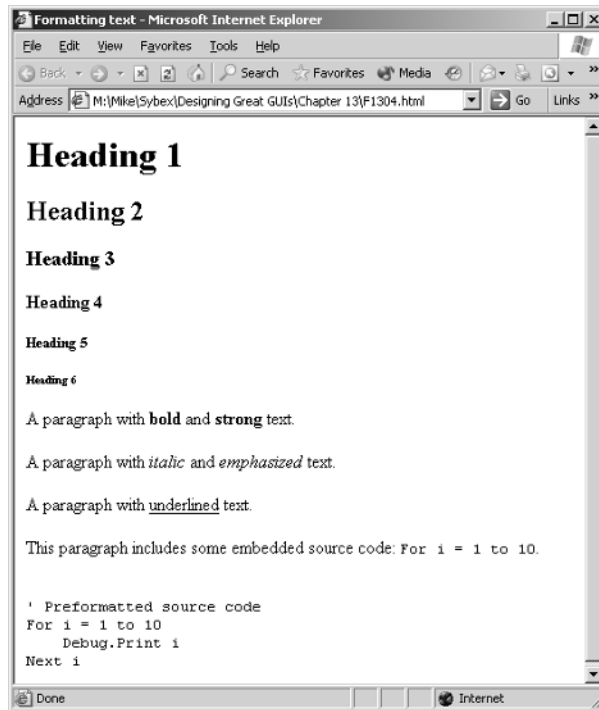 Formatting text - Microsoft Internet Explorer
File Edit View Favorites Tools Help
Back Search Favorites Media »
Address M:\Mike\Sybex\Designing Great GUIs\Chapter 13\F1304.html Go Links »
Heading 1
Heading 2
Heading 3
Heading 4
Heading 5
Heading 6
A paragraph with bold and strong text.
A paragraph with italic and emphasized text.
A paragraph with underlined text.
This paragraph includes some embedded source code: For i = 1 to 10.
' Preformatted source code
For i = 1 to 10
    Debug.Print i
Next i
Done Internet